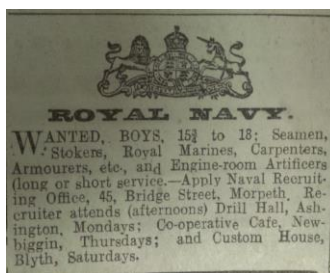 ROYAL NAVY.
WANTED, BOYS, 15¾ to 18; Seamen,
Stokers, Royal Marines, Carpenters,
Armourers, etc., and Engine-room Artificers
(long or short service.—Apply Naval Recruit-
ing Office, 45, Bridge Street, Morpeth. Re-
cruiter attends (afternoons) Drill Hall, Ash-
ington, Mondays; Co-operative Cafe, New-
biggin, Thursdays; and Custom House,
Blyth, Saturdays.